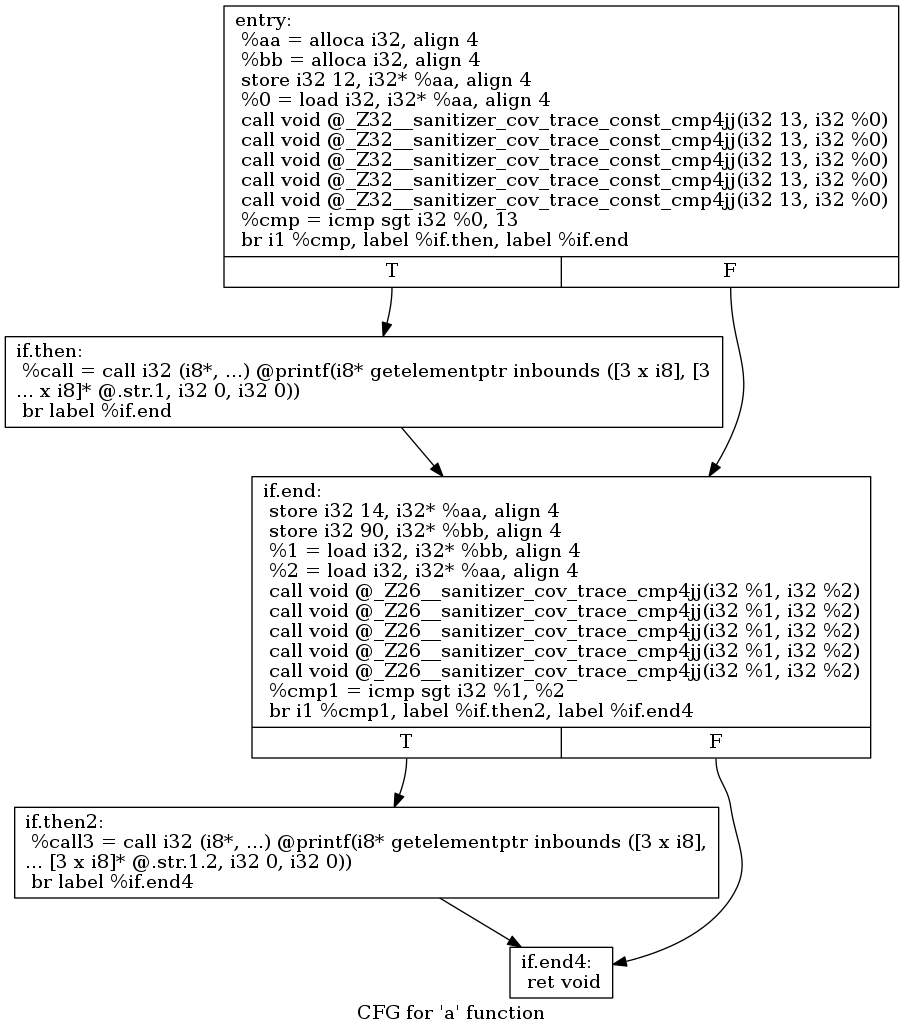 entry:
%aa = alloca i32, align 4
%bb = alloca i32, align 4
store i32 12, i32* %aa, align 4
%0 = load i32, i32* %aa, align 4
call void @_Z32__sanitizer_cov_trace_const_cmp4jj(i32 13, i32 %0)
call void @_Z32__sanitizer_cov_trace_const_cmp4jj(i32 13, i32 %0)
call void @_Z32__sanitizer_cov_trace_const_cmp4jj(i32 13, i32 %0)
call void @_Z32__sanitizer_cov_trace_const_cmp4jj(i32 13, i32 %0)
call void @_Z32__sanitizer_cov_trace_const_cmp4jj(i32 13, i32 %0)
%cmp = icmp sgt i32 %0, 13
br i1 %cmp, label %if.then, label %if.end
T
F
if.then:
%call = call i32 (i8*, ...) @printf(i8* getelementptr inbounds ([3 x i8], [3
... x i8]* @.str.1, i32 0, i32 0))
br label %if.end
if.end:
store i32 14, i32* %aa, align 4
store i32 90, i32* %bb, align 4
%1 = load i32, i32* %bb, align 4
%2 = load i32, i32* %aa, align 4
call void @_Z26__sanitizer_cov_trace_cmp4jj(i32 %1, i32 %2)
call void @_Z26__sanitizer_cov_trace_cmp4jj(i32 %1, i32 %2)
call void @_Z26__sanitizer_cov_trace_cmp4jj(i32 %1, i32 %2)
call void @_Z26__sanitizer_cov_trace_cmp4jj(i32 %1, i32 %2)
call void @_Z26__sanitizer_cov_trace_cmp4jj(i32 %1, i32 %2)
%cmp1 = icmp sgt i32 %1, %2
br i1 %cmp1, label %if.then2, label %if.end4
T
F
if.then2:
%call3 = call i32 (i8*, ...) @printf(i8* getelementptr inbounds ([3 x i8],
... [3 x i8]* @.str.1.2, i32 0, i32 0))
br label %if.end4
if.end4:
ret void
CFG for 'a' function